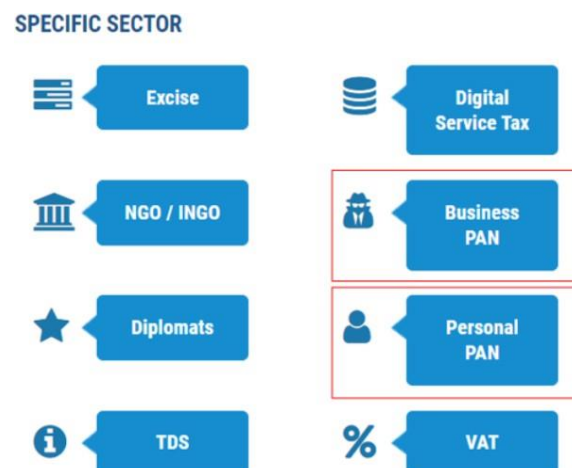 SPECIFIC SECTOR
Excise
Digital
Service Tax
NGO / INGO
Business
PAN
Diplomats
Personal
PAN
TDS
VAT